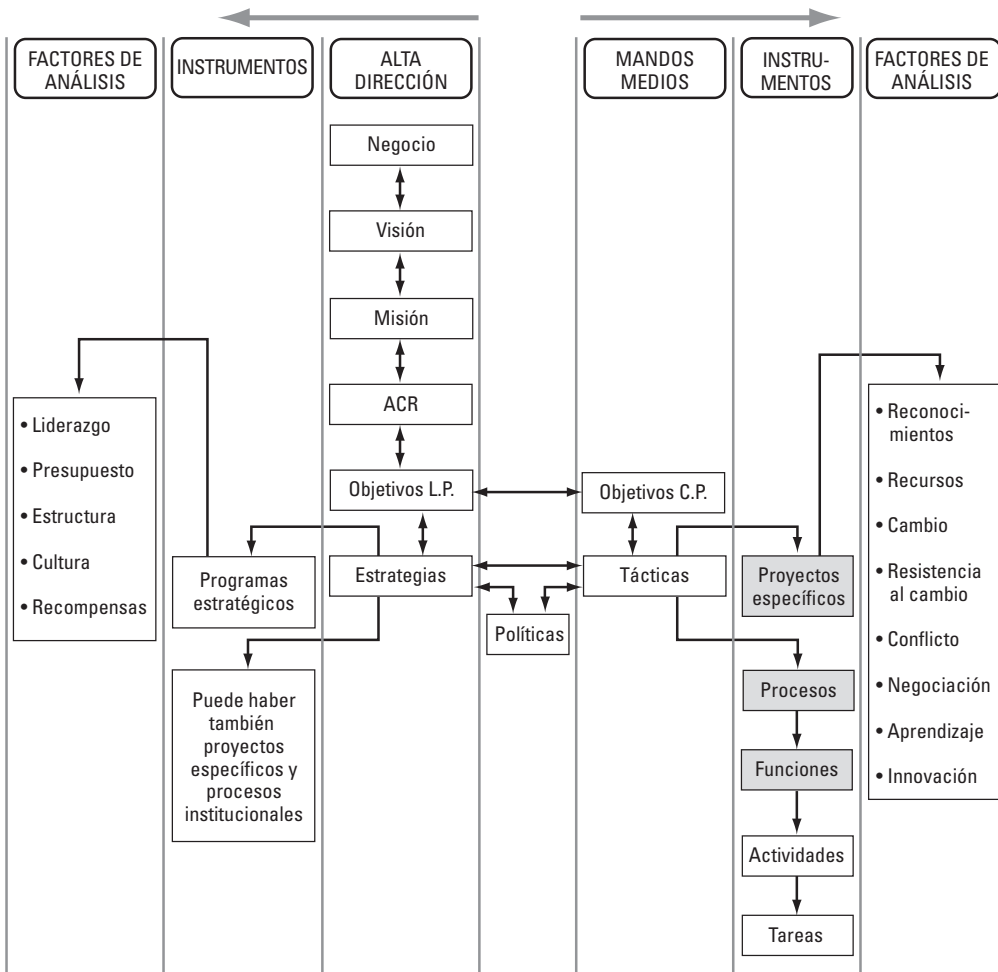 FACTORES DE
ANÁLISIS
INSTRUMENTOS
ALTA
DIRECCIÓN
MANDOS
MEDIOS
INSTRU-
MENTOS
FACTORES DE
ANÁLISIS
Negocio
Visión
Misión
ACR
Objetivos L.P.
Estrategias
Programas
estratégicos
Puede haber
también
proyectos
específicos y
procesos
institucionales
• Liderazgo
• Presupuesto
• Estructura
• Cultura
• Recompensas
Políticas
Objetivos C.P.
Tácticas
Proyectos
específicos
Procesos
Funciones
Actividades
Tareas
• Reconoci-
mientos
• Recursos
• Cambio
• Resistencia
al cambio
• Conflicto
• Negociación
• Aprendizaje
• Innovación